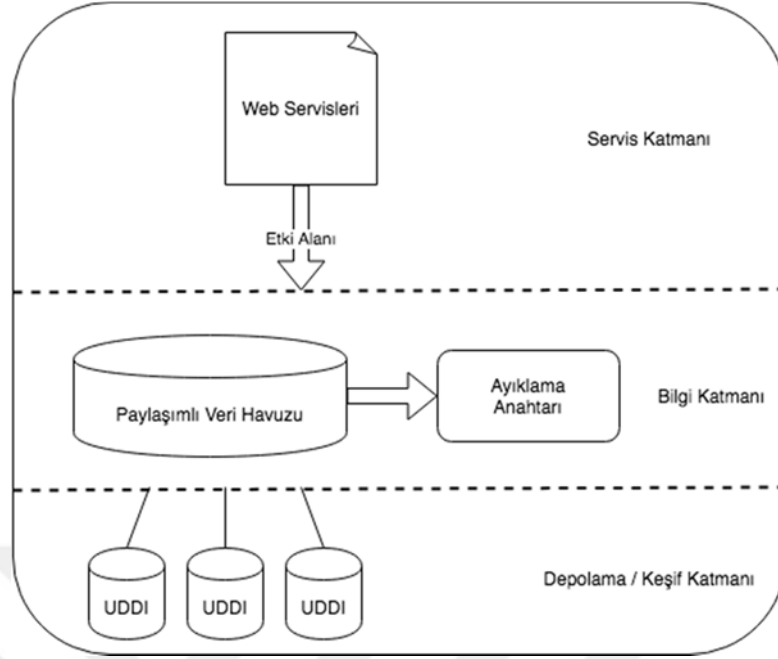 Web Servisleri
Servis Katmanı
Etki Alanı
Paylaşımlı Veri Havuzu
Ayıklama
Anahtarı
Bilgi Katmanı
Depolama / Keşif Katmanı
UDDI
UDDI
UDDI